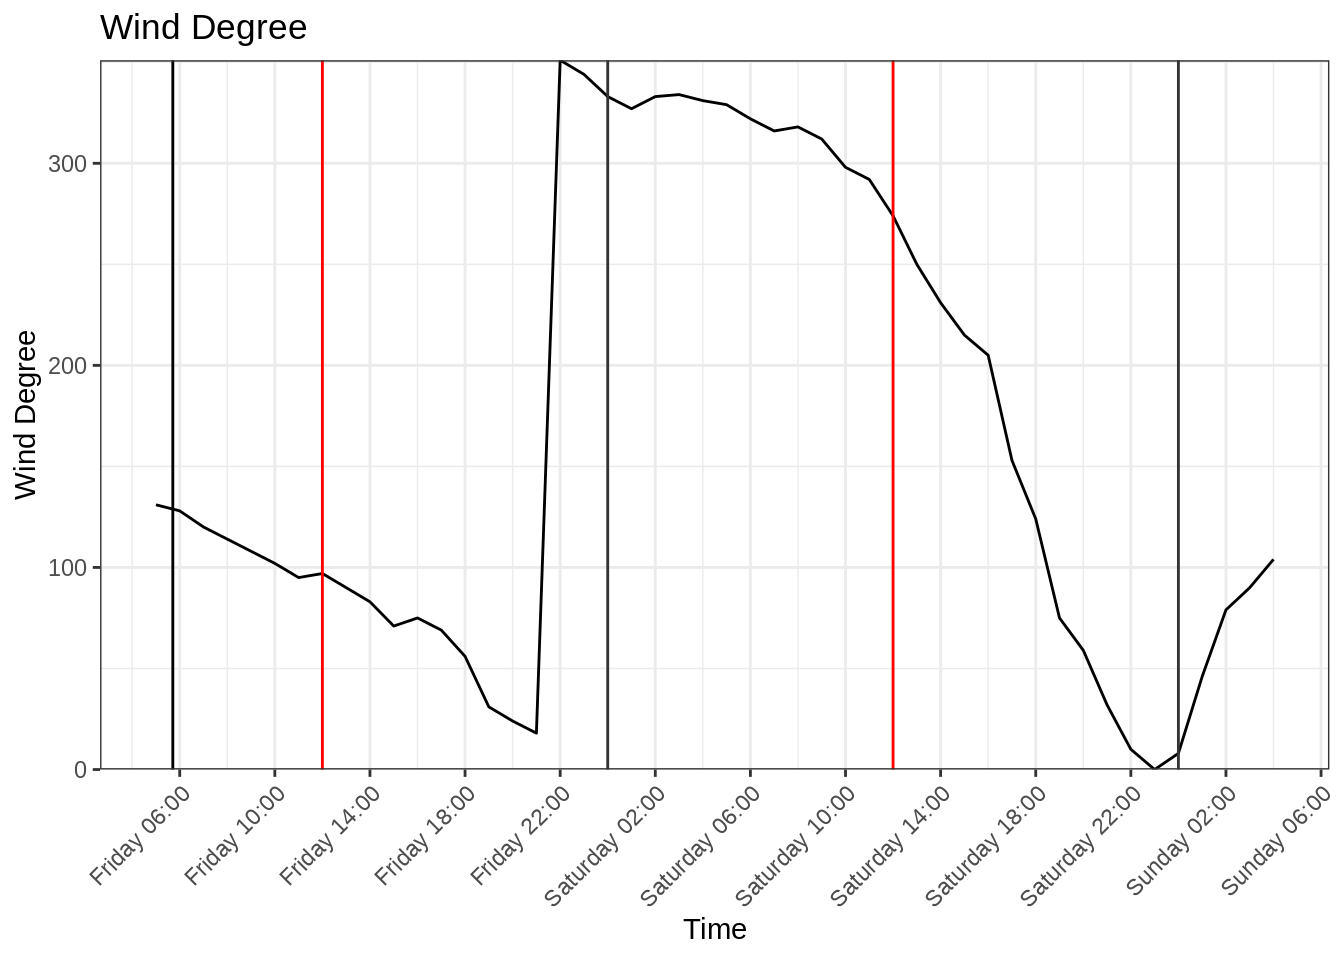 Wind Degree
Wind Degree
300
200
100
0
Friday 06:00
Friday 10:00
Friday 14:00
Friday 18:00
Friday 22:00
Saturday 02:00
Saturday 06:00
Saturday 10:00
Saturday 14:00
Saturday 18:00
Saturday 22:00
Sunday 02:00
Sunday 06:00
Time